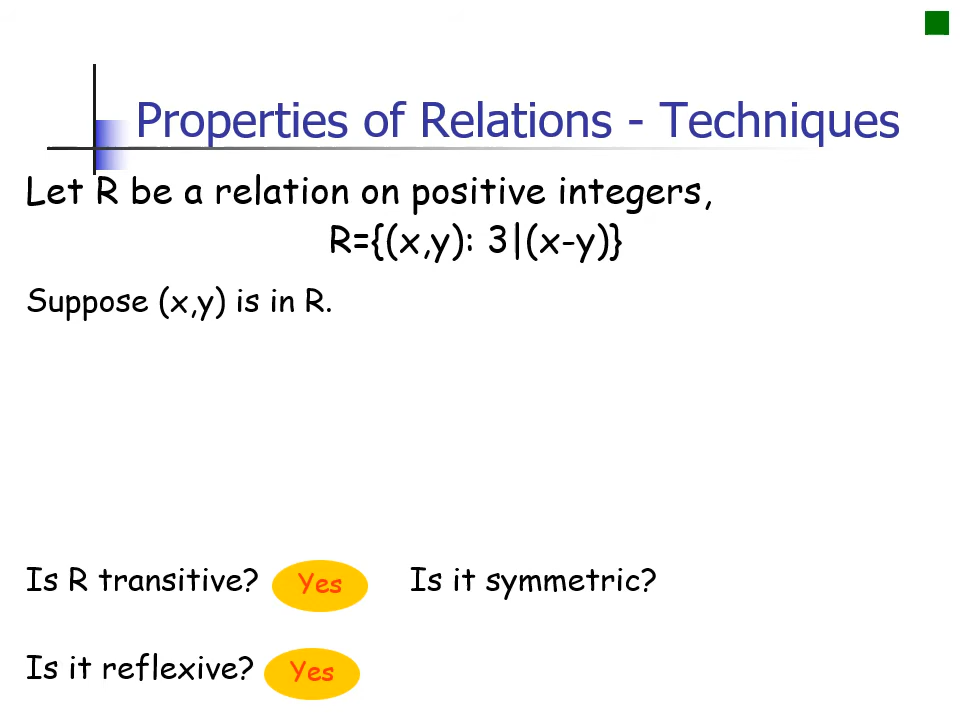 Properties of Relations - Techniques
Let R be a relation on positive integers,
R={(x,y): 3|(x-y)}
Suppose (x,y) is in R.
Is R transitive? Yes Is it symmetric?
Is it reflexive? Yes